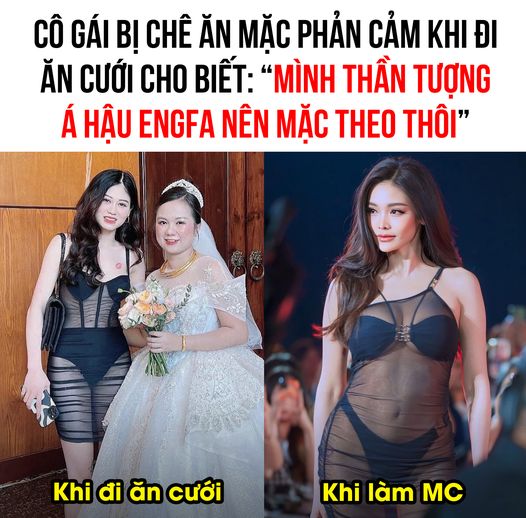 CÔ GÁI BỊ CHÊ ĂN MẶC PHẢN CẢM KHI ĐI
ĂN CƯỚI CHO BIẾT: “MÌNH THẦN TƯỢNG
Á HẬU ENGFA NÊN MẶC THEO THÔI”
Khi đi ăn cưới
Khi làm MC